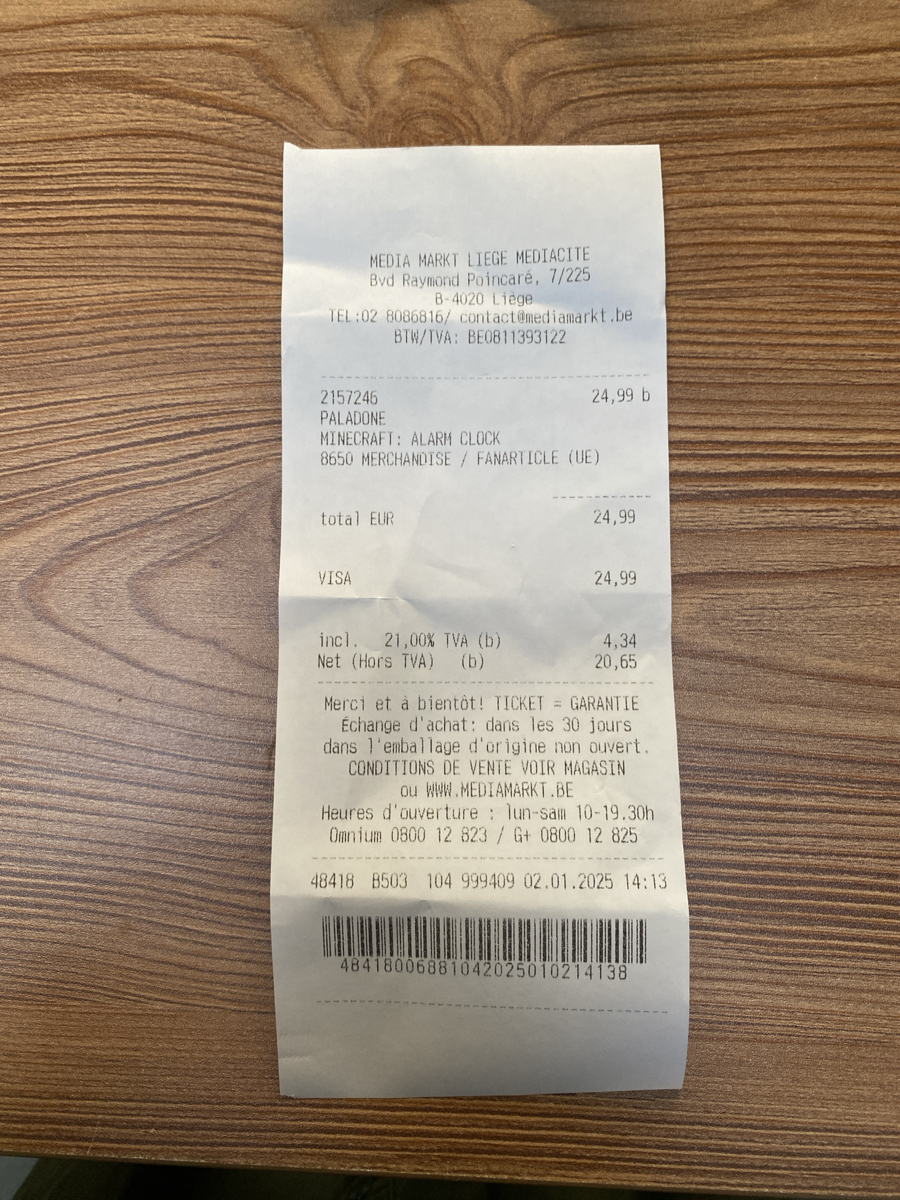 MEDIA MARKT LIEGE MEDIACITE
Bvd Raymond Poincaré, 7/225
B-4020 Liège
TEL:02 8086816/ contact@mediamarkt.be
BTW/TVA: BE0811393122
2157246 24,99 b
PALADONE
MINECRAFT: ALARM CLOCK
8650 MERCHANDISE / FANARTICLE (UE)
total EUR 24,99
VISA 24,99
incl. 21,00% TVA (b) 4,34
Net (Hors TVA) (b) 20,65
Merci et à bientôt! TICKET = GARANTIE
Échange d'achat: dans les 30 jours
dans l'emballage d'origine non ouvert.
CONDITIONS DE VENTE VOIR MAGASIN
ou WWW.MEDIAMARKT.BE
Heures d'ouverture : lun-sam 10-19.30h
Omnium 0800 12 823 / G+ 0800 12 825
48418 B503 104 999409 02.01.2025 14:13
4841800688104202501021​4138